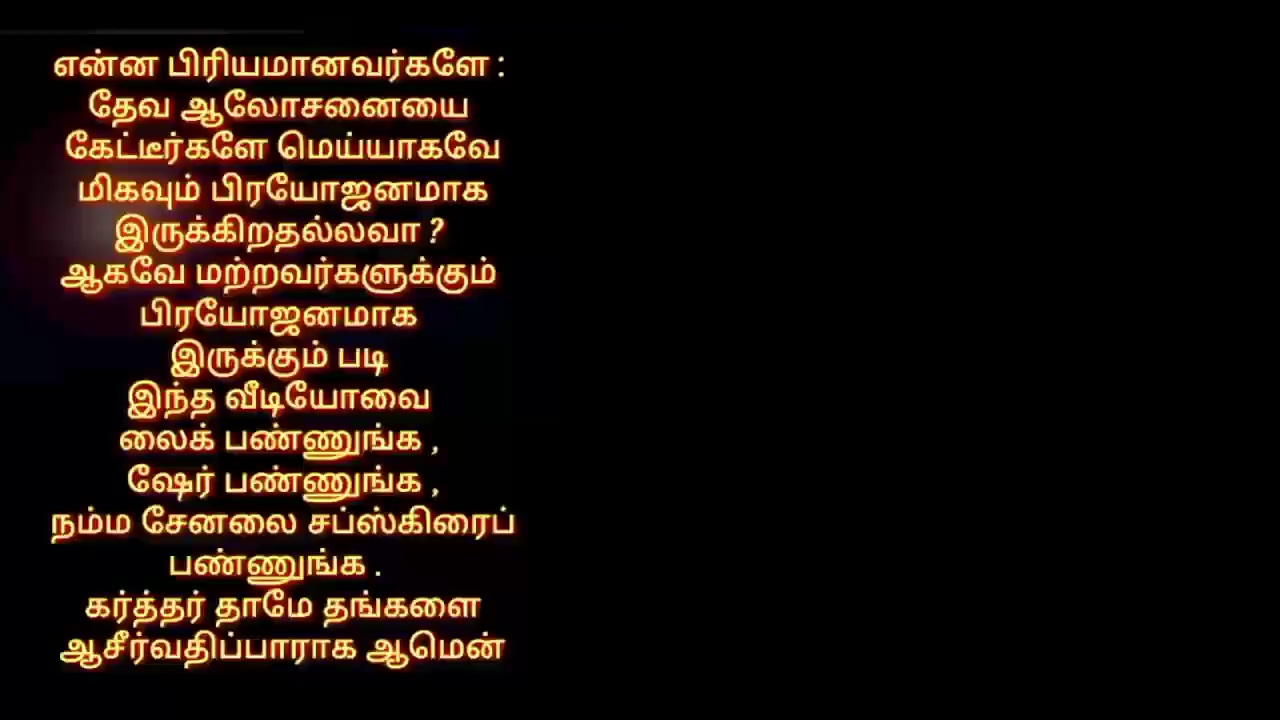 என்ன பிரியமானவர்களே :
தேவ ஆலோசனையை
கேட்டீர்களே மெய்யாகவே
மிகவும் பிரயோஜனமாக
இருக்கிறதல்லவா ?
ஆகவே மற்றவர்களுக்கும்
பிரயோஜனமாக
இருக்கும் படி
இந்த வீடியோவை
லைக் பண்ணுங்க ,
ஷேர் பண்ணுங்க ,
நம்ம சேனலை சப்ஸ்கிரைப்
பண்ணுங்க .
கர்த்தர் தாமே தங்களை
ஆசீர்வதிப்பாராக ஆமென்